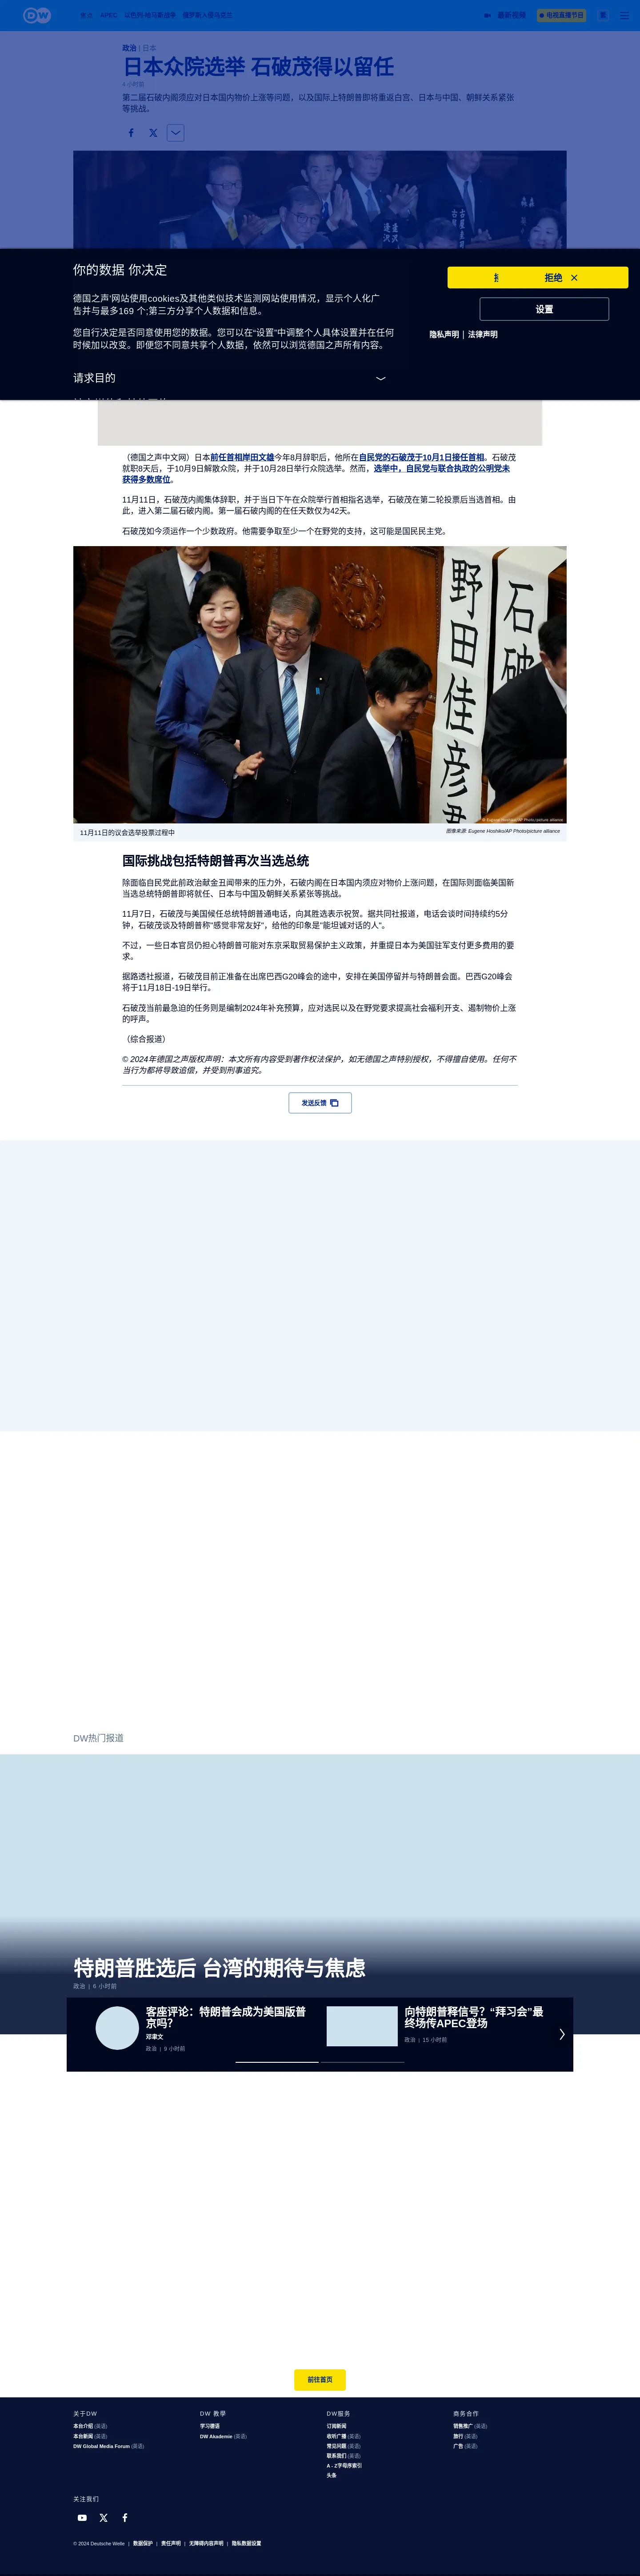 DW
热点 APEC 以色列-哈马斯战争 俄罗斯入侵乌克兰
最新视频
电视直播节目
繁
政治 | 日本
日本众院选举 石破茂得以留任
第二届石破内阁须应对日本国内物价上涨等问题，以及国际上特朗普即将重返白宫、日本与中国、朝鲜关系紧张
等挑战。
你的数据 你决定
德国之声'网站使用cookies及其他类似技术监测网站使用情况，显示个人化广
告并与最多169 个;第三方分享个人数据和信息。
您自行决定是否同意使用您的数据。您可以在"设置"中调整个人具体设置并在任何
时候加以改变。即便您不同意共享个人数据，依然可以浏览德国之声所有内容。
请求目的
拒绝
设置
隐私声明 | 法律声明
（德国之声中文网）日本前任首相岸田文雄今年8月辞职后，他所在自民党的石破茂于10月1日接任首相。石破茂
就职8天后，于10月9日解散众院，并于10月28日举行众院选举。然而，选举中，自民党与联合执政的公明党未
获得多数席位。
11月11日，石破茂内阁集体辞职，并于当日下午在众院举行首相指名选举，石破茂在第二轮投票后当选首相。由
此，进入第二届石破内阁。第一届石破内阁的在任天数仅为42天。
石破茂如今须运作一个少数政府。他需要争取至少一个在野党的支持，这可能是国民民主党。
野田佳彦
石破
© Eugene Hoshiko/AP Photo/picture alliance
11月11日的议会选举投票过程中
图像来源: Eugene Hoshiko/AP Photo/picture alliance
国际挑战包括特朗普再次当选总统
除面临自民党此前政治献金丑闻带来的压力外，石破内阁在日本国内须应对物价上涨问题，在国际则面临美国新
当选总统特朗普即将就任、日本与中国及朝鲜关系紧张等挑战。
11月7日，石破茂与美国候任总统特朗普通电话，向其胜选表示祝贺。据共同社报道，电话会谈时间持续约5分
钟，石破茂谈及特朗普称"感觉非常友好"，给他的印象是"能坦诚对话的人"。
不过，一些日本官员仍担心特朗普可能对东京采取贸易保护主义政策，并重提日本为美国驻军支付更多费用的要
求。
据路透社报道，石破茂目前正准备在出席巴西G20峰会的途中，安排在美国停留并与特朗普会面。巴西G20峰会
将于11月18日-19日举行。
石破茂当前最急迫的任务则是编制2024年补充预算，应对选民以及在野党要求提高社会福利开支、遏制物价上涨
的呼声。
（综合报道）
© 2024年德国之声版权声明：本文所有内容受到著作权法保护，如无德国之声特别授权，不得擅自使用。任何不
当行为都将导致追偿，并受到刑事追究。
发送反馈
DW热门报道
特朗普胜选后 台湾的期待与焦虑
政治 | 6 小时前
客座评论：特朗普会成为美国版普
京吗？
邓聿文
政治 | 9 小时前
向特朗普释信号？“拜习会”最
终场传APEC登场
政治 | 15 小时前
前往首页
关于DW
本台介绍 (英语)
本台新闻 (英语)
DW Global Media Forum (英语)
DW 教學
学习德语
DW Akademie (英语)
DW服务
订阅新闻
收听广播 (英语)
常见问题 (英语)
联系我们 (英语)
A - Z字母序索引
头条
商务合作
销售推广 (英语)
旅行 (英语)
广告 (英语)
关注我们
© 2024 Deutsche Welle | 数据保护 | 责任声明 | 无障碍内容声明 | 隐私数据设置